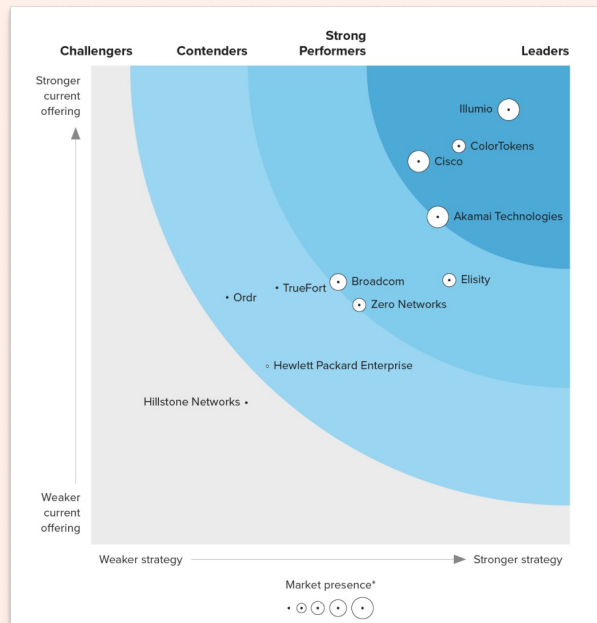 Challengers
Contenders
Strong
Performers
Leaders
Stronger
current
offering
Illumio
ColorTokens
Cisco
Akamai Technologies
Elisity
Broadcom
TrueFort
Ordr
Zero Networks
Hewlett Packard Enterprise
Hillstone Networks
Weaker
current
offering
Weaker strategy
Stronger strategy
Market presence*